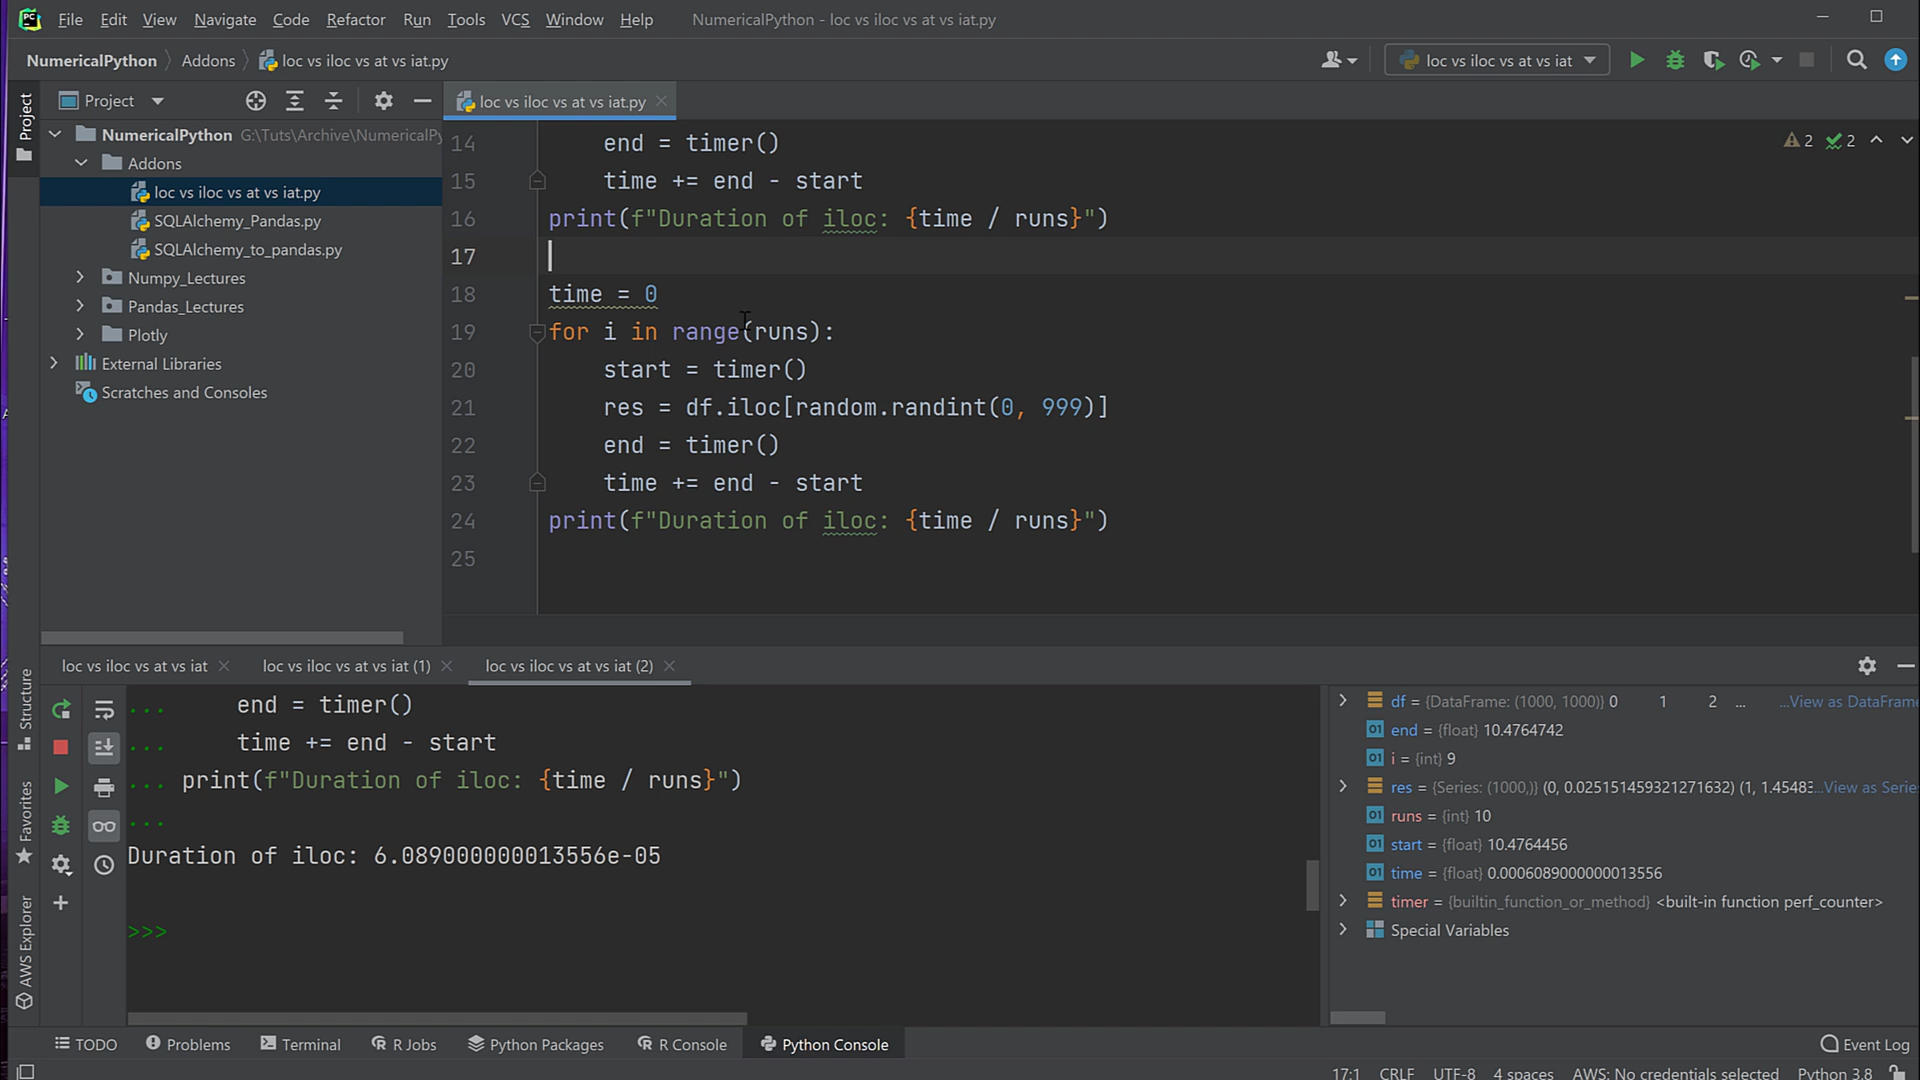 PC File Edit View Navigate Code Refactor Run Tools VCS Window Help NumericalPython - loc vs iloc vs at vs iat.py
NumericalPython Addons loc vs iloc vs at vs iat.py loc vs iloc vs at vs iat
Project Project loc vs iloc vs at vs iat.py
NumericalPython G:\Tuts\Archive\NumericalPy
Addons
loc vs iloc vs at vs iat.py
SQLAlchemy_Pandas.py
SQLAlchemy_to_pandas.py
Numpy_Lectures
Pandas_Lectures
Plotly
External Libraries
Scratches and Consoles
2 2
14 end = timer()
15 time += end - start
16 print(f"Duration of iloc: {time / runs}")
17
18 time = 0
19 for i in range(runs):
20 start = timer()
21 res = df.iloc[random.randint(0, 999)]
22 end = timer()
23 time += end - start
24 print(f"Duration of iloc: {time / runs}")
25
loc vs iloc vs at vs iat loc vs iloc vs at vs iat (1) loc vs iloc vs at vs iat (2)
Structure
Favorites
AWS Explorer
... end = timer()
... time += end - start
... print(f"Duration of iloc: {time / runs}")
...
Duration of iloc: 6.089000000013556e-05
>>>
df = {DataFrame: (1000, 1000)} 0 1 2 ... ...View as DataFrame
end = {float} 10.4764742
i = {int} 9
res = {Series: (1000,)} (0, 0.025151459321271632) (1, 1.45483...View as Series
runs = {int} 10
start = {float} 10.4764456
time = {float} 0.0006089000000013556
timer = {builtin_function_or_method} <built-in function perf_counter>
Special Variables
TODO Problems Terminal R Jobs Python Packages R Console Python Console Event Log
17:1 CRLF UTF-8 4 spaces AWS: No credentials selected Python 3.8